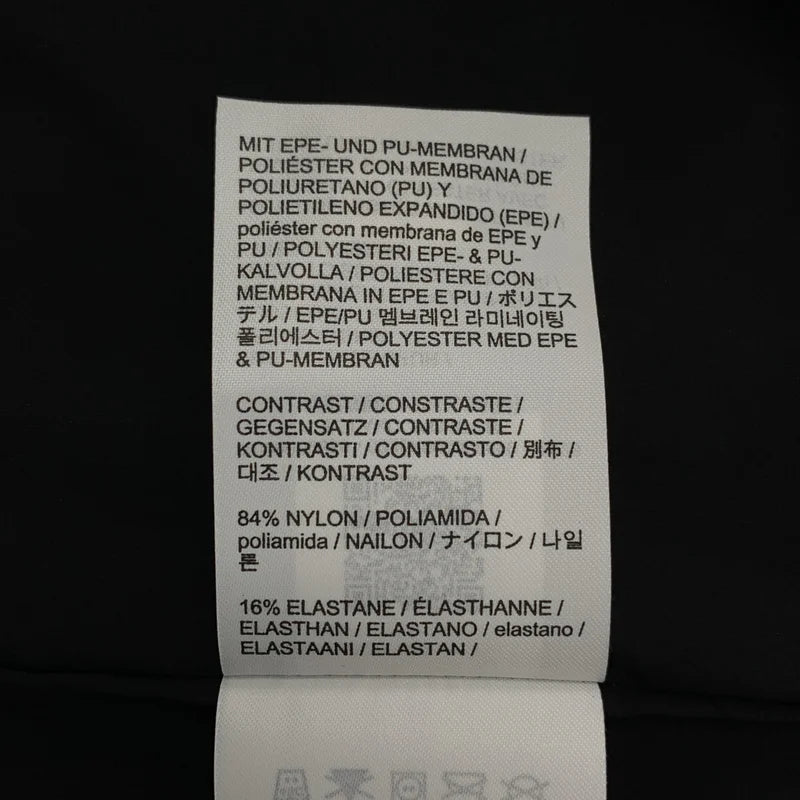 MIT EPE- UND PU-MEMBRAN /
POLIÉSTER CON MEMBRANA DE
POLIURETANO (PU) Y
POLIETILENO EXPANDIDO (EPE) /
poliéster con membrana de EPE y
PU / POLYESTERI EPE- & PU-
KALVOLLA / POLIESTERE CON
MEMBRANA IN EPE E PU / ポリエス
テル / EPE/PU 멤브레인 라미네이팅
폴리에스터 / POLYESTER MED EPE
& PU-MEMBRAN
CONTRAST / CONSTRASTE /
GEGENSATZ / CONTRASTE /
KONTRASTI / CONTRASTO / 別布 /
대조 / KONTRAST
84% NYLON / POLIAMIDA /
poliamida / NAILON / ナイロン / 나일
론
16% ELASTANE / ÉLASTHANNE /
ELASTHAN / ELASTANO / elastano /
ELASTAANI / ELASTAN /